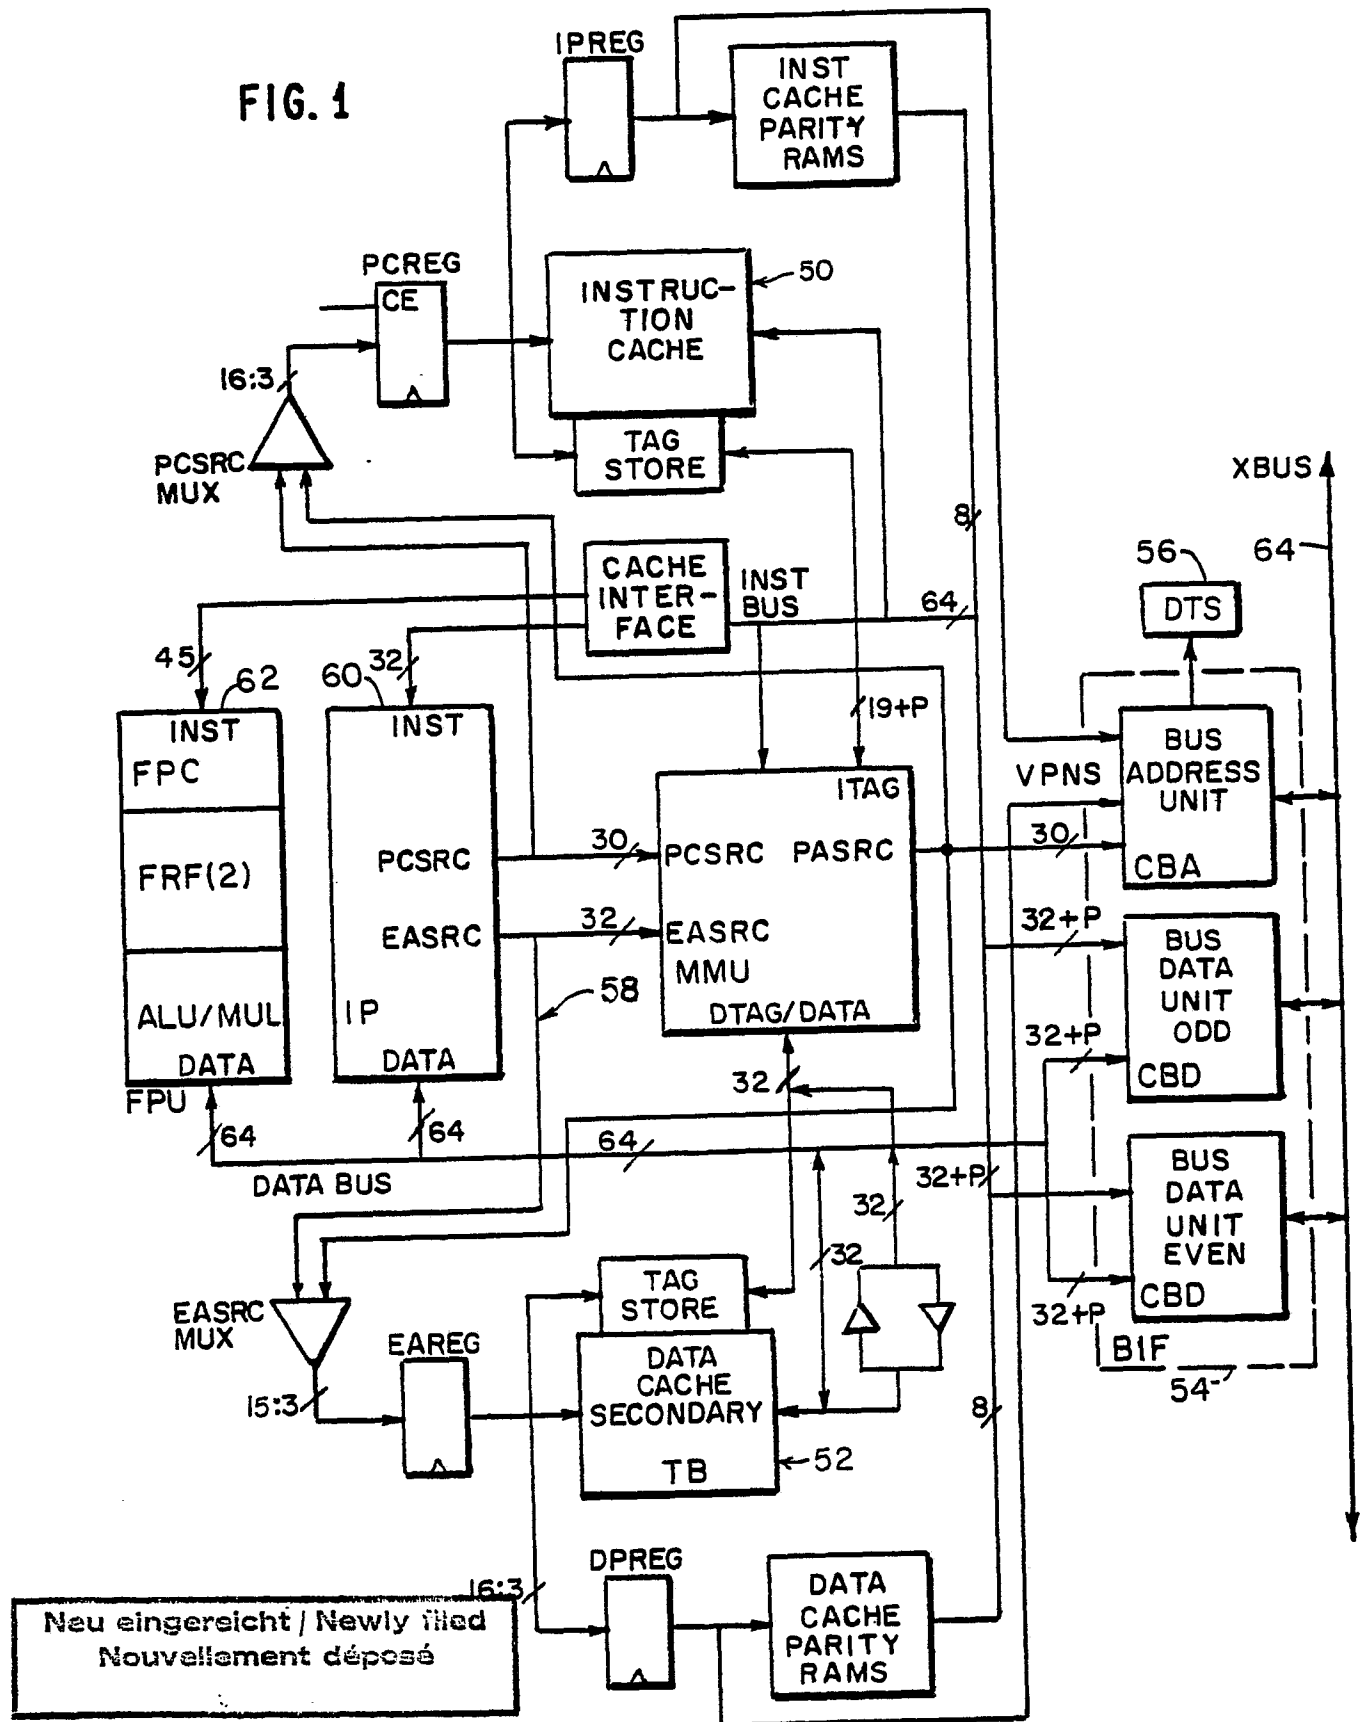 FIG. 1
IPREG
INST
CACHE
PARITY
RAMS
PCREG
CE
INSTRUC-
TION
CACHE
50
16:3
TAG
STORE
PCSRC
MUX
XBUS
8
64
56
DTS
CACHE
INTER-
FACE
INST
BUS
64
45
32
62
60
INST
FPC
INST
19+P
BUS
ADDRESS
UNIT
VPNS
ITAG
FRF(2)
PCSRC
30
PCSRC
PASRC
30
CBA
EASRC
32
EASRC
MMU
32+P
BUS
DATA
UNIT
ODD
58
ALU/MUL
IP
DTAG/DATA
DATA
DATA
32+P
CBD
FPU
32
64
64
64
DATA BUS
32+P
32
BUS
DATA
UNIT
EVEN
32
TAG
STORE
EASRC
MUX
32+P
CBD
EAREG
DATA
CACHE
SECONDARY
TB
BIF
54
15:3
8
52
DPREG
16:3
DATA
CACHE
PARITY
RAMS
Neu eingereicht / Newly filed
Nouvellement déposé